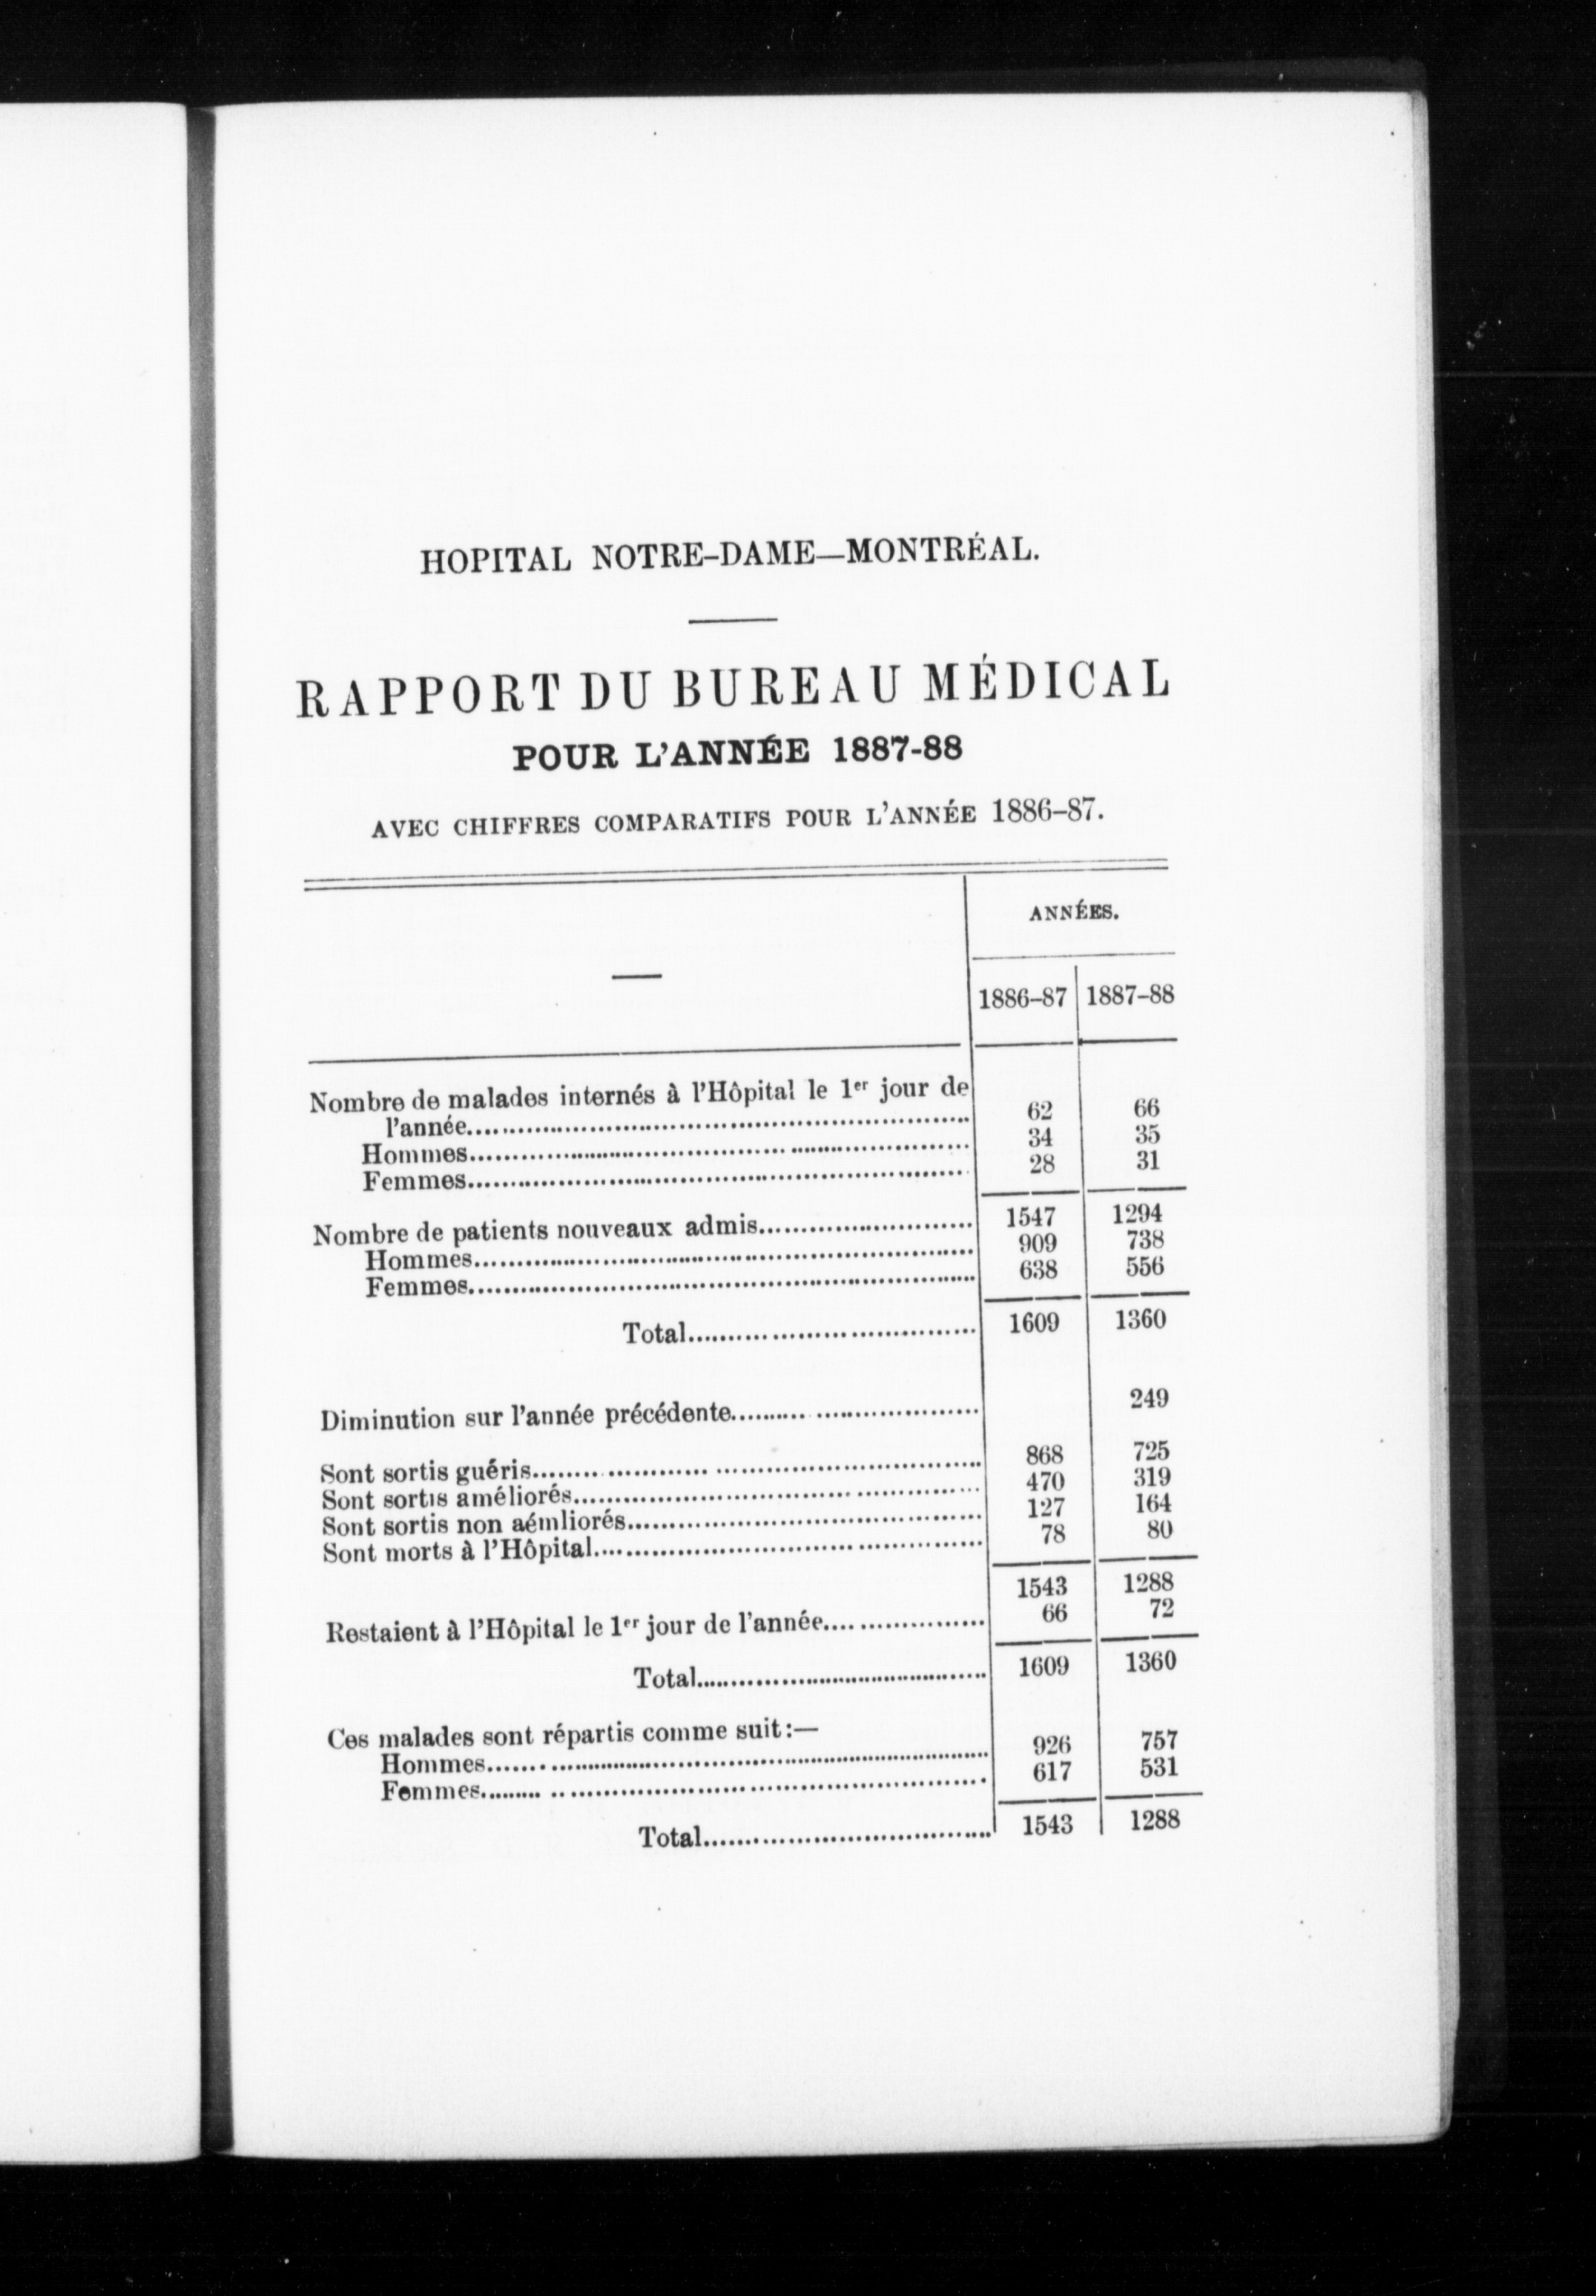 HOPITAL NOTRE-DAME—MONTRÉAL.
RAPPORT DU BUREAU MÉDICAL
POUR L'ANNÉE 1887-88
AVEC CHIFFRES COMPARATIFS POUR L'ANNÉE 1886-87.
ANNÉES.
1886-87 1887-88
Nombre de malades internés à l'Hôpital le 1er jour de
l'année 62 66
Hommes 34 35
Femmes 28 31
Nombre de patients nouveaux admis 1547 1294
Hommes 909 738
Femmes 638 556
Total 1609 1360
Diminution sur l'année précédente 249
Sont sortis guéris 868 725
Sont sortis améliorés 470 319
Sont sortis non aémliorés 127 164
Sont morts à l'Hôpital 78 80
1543 1288
Restaient à l'Hôpital le 1er jour de l'année 66 72
Total 1609 1360
Ces malades sont répartis comme suit:—
Hommes 926 757
Femmes 617 531
Total 1543 1288